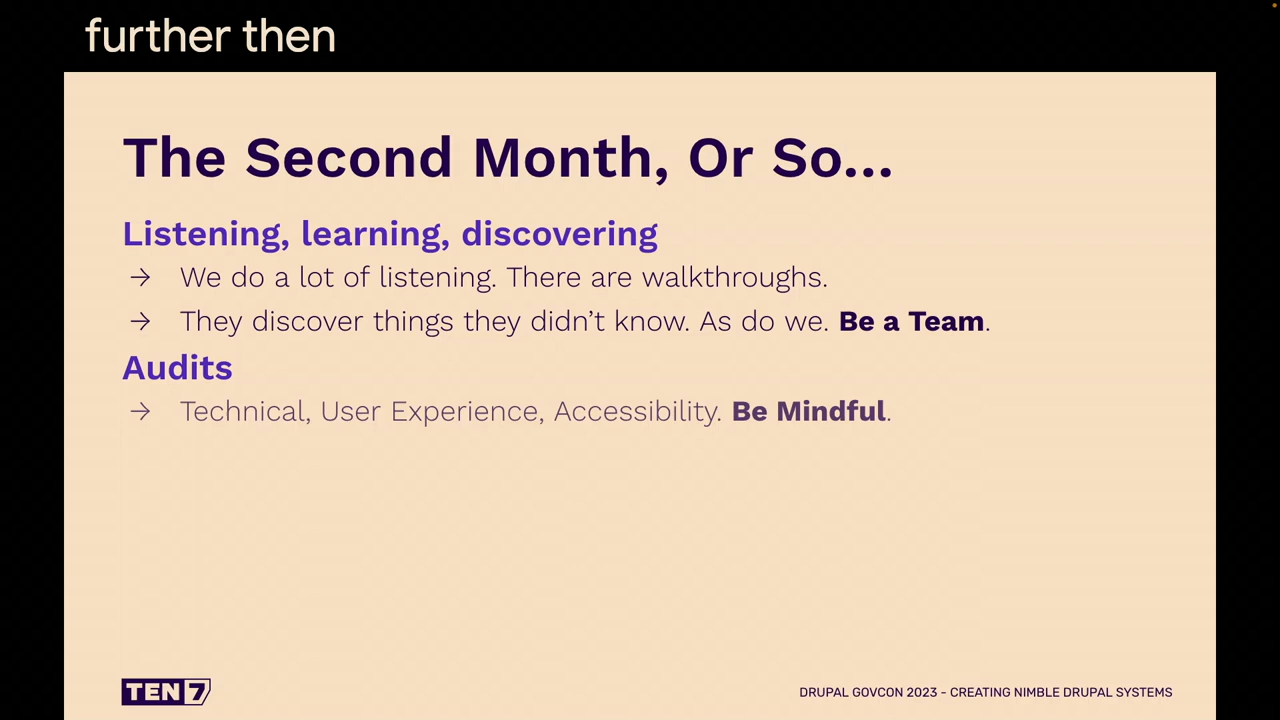 further then
The Second Month, Or So...
Listening, learning, discovering
→ We do a lot of listening. There are walkthroughs.
→ They discover things they didn’t know. As do we. Be a Team.
Audits
→ Technical, User Experience, Accessibility. Be Mindful.
TEN7
DRUPAL GOVCON 2023 - CREATING NIMBLE DRUPAL SYSTEMS